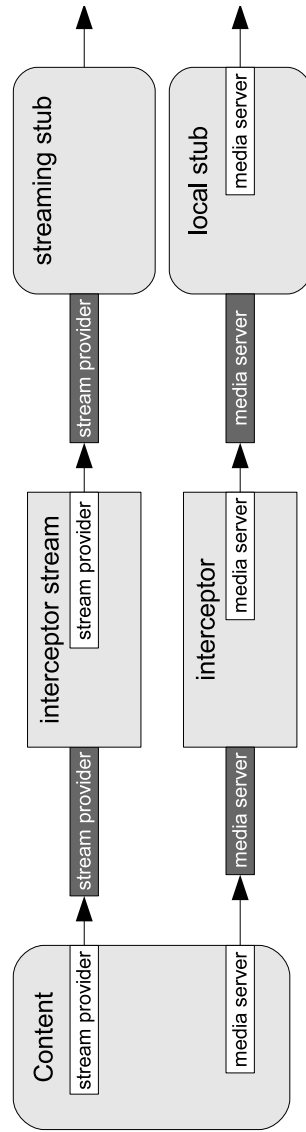 Content
stream provider
media server
stream provider
interceptor stream
stream provider
media server
interceptor
media server
stream provider
streaming stub
media server
local stub
media server